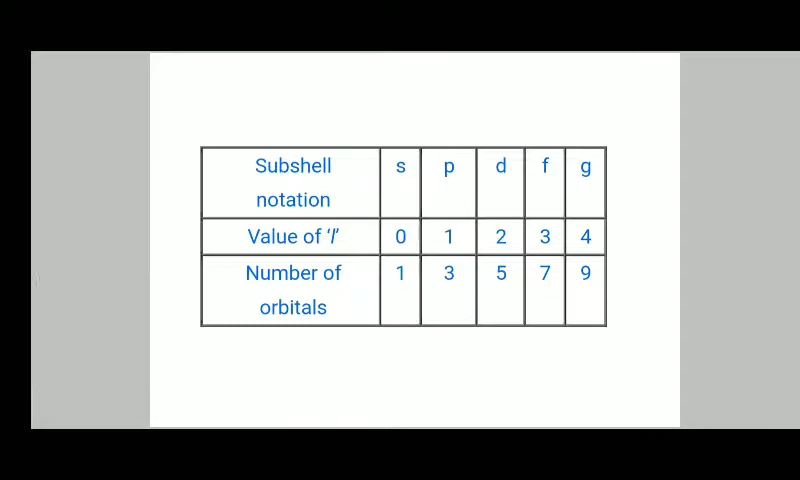 Subshell notation s p d f g
Value of ‘l’ 0 1 2 3 4
Number of orbitals 1 3 5 7 9